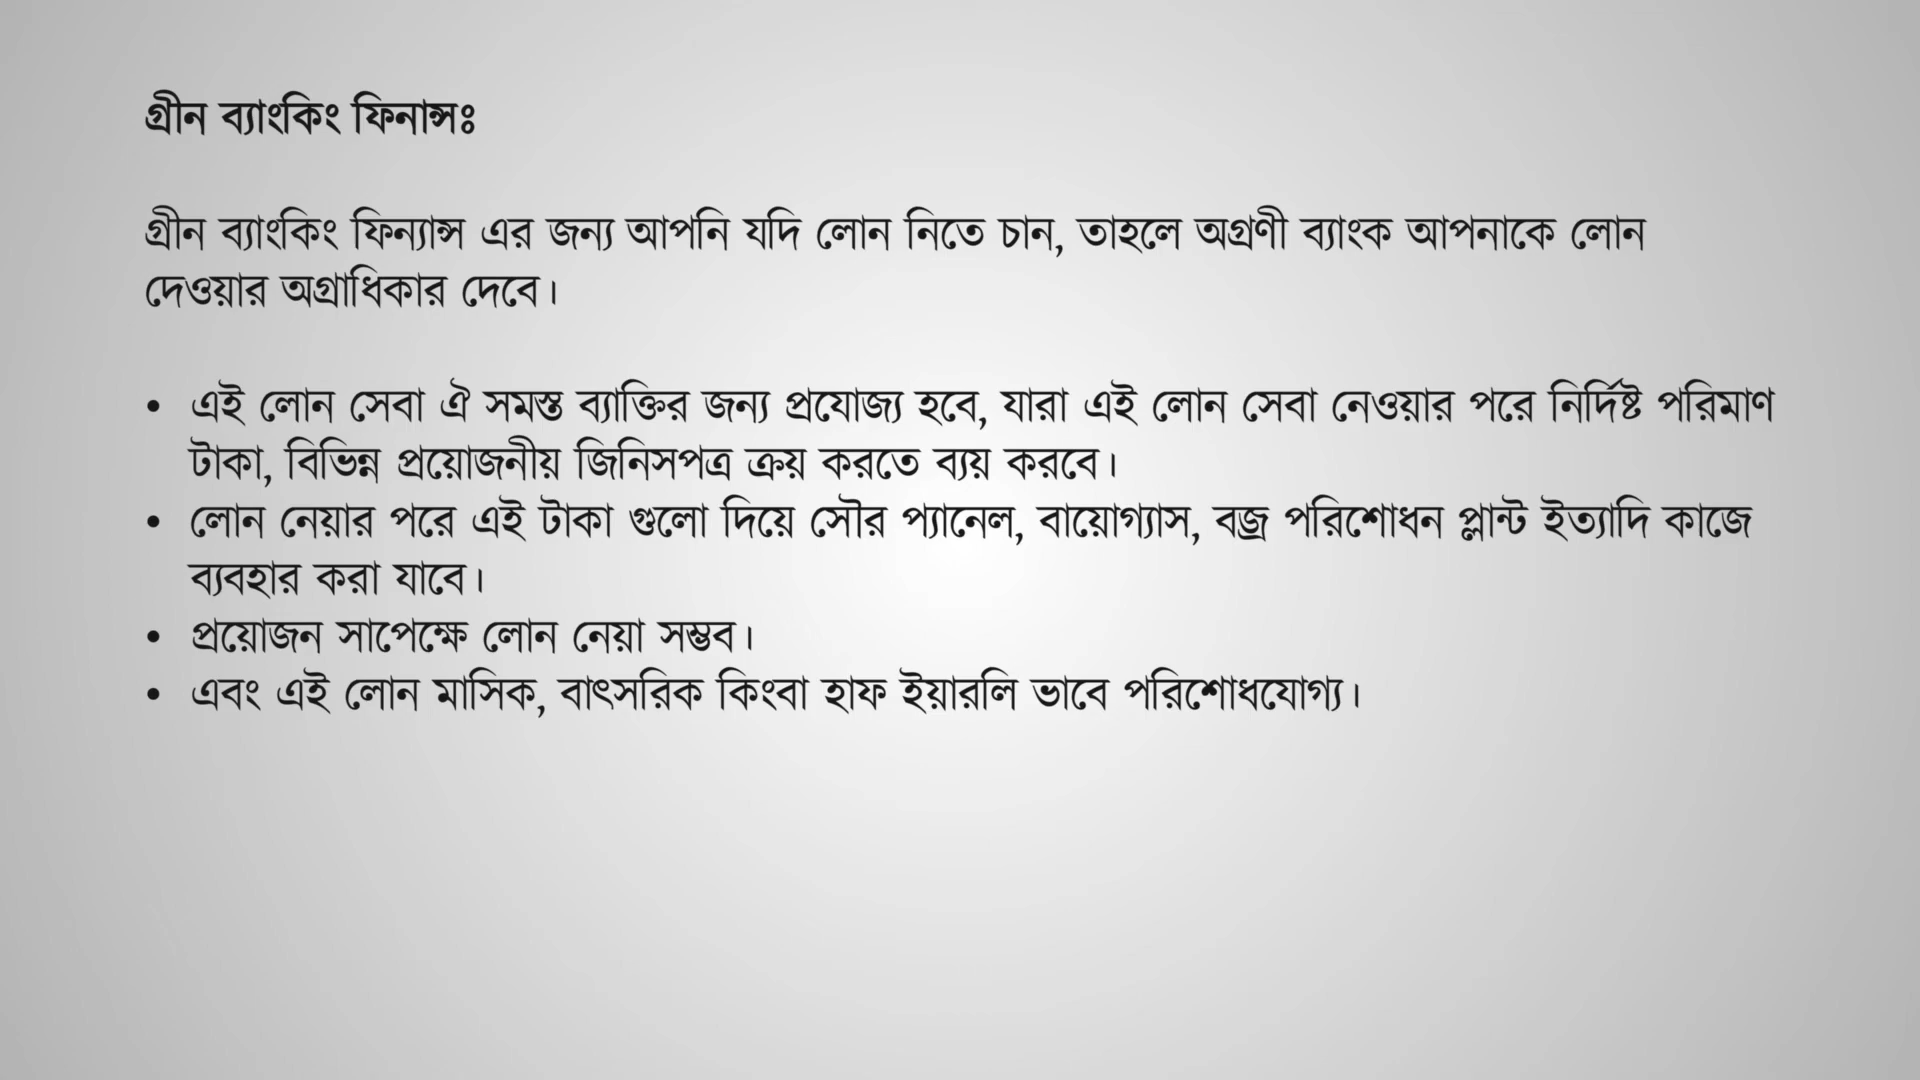 গ্রীন ব্যাংকিং ফিনান্সঃ
গ্রীন ব্যাংকিং ফিন্যান্স এর জন্য আপনি যদি লোন নিতে চান, তাহলে অগ্রণী ব্যাংক আপনাকে লোন
দেওয়ার অগ্রাধিকার দেবে।
• এই লোন সেবা ঐ সমস্ত ব্যাক্তির জন্য প্রযোজ্য হবে, যারা এই লোন সেবা নেওয়ার পরে নির্দিষ্ট পরিমাণ
টাকা, বিভিন্ন প্রয়োজনীয় জিনিসপত্র ক্রয় করতে ব্যয় করবে।
• লোন নেয়ার পরে এই টাকা গুলো দিয়ে সৌর প্যানেল, বায়োগ্যাস, বজ্র পরিশোধন প্লান্ট ইত্যাদি কাজে
ব্যবহার করা যাবে।
• প্রয়োজন সাপেক্ষে লোন নেয়া সম্ভব।
• এবং এই লোন মাসিক, বাৎসরিক কিংবা হাফ ইয়ারলি ভাবে পরিশোধযোগ্য।